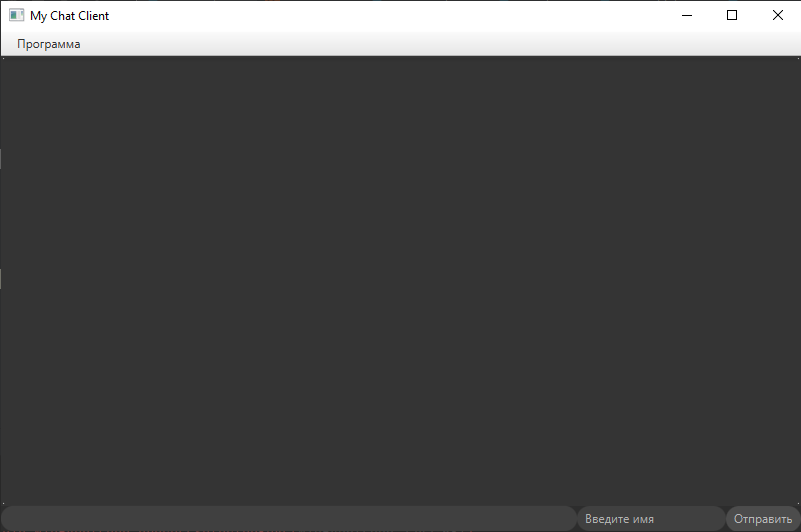 My Chat Client
Программа
Введите имя
Отправить